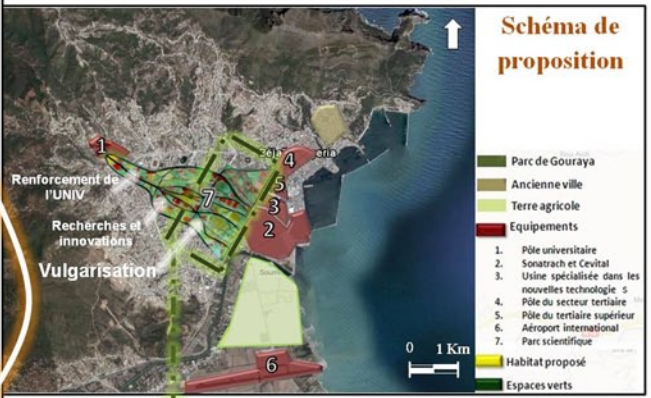 Schéma de
proposition
1
Renforcement de
l'UNIV
Recherches et
innovations
Vulgarisation
7
4
5
3
2
6
0 1 Km
Parc de Gouraya
Ancienne ville
Terre agricole
Equipements
1. Pôle universitaire
2. Sonatrach et Cevital
3. Usine spécialisée dans les
nouvelles technologie s
4. Pôle du secteur tertiaire
5. Pôle du tertiaire supérieur
6. Aéroport international
7. Parc scientifique
Habitat proposé
Espaces verts